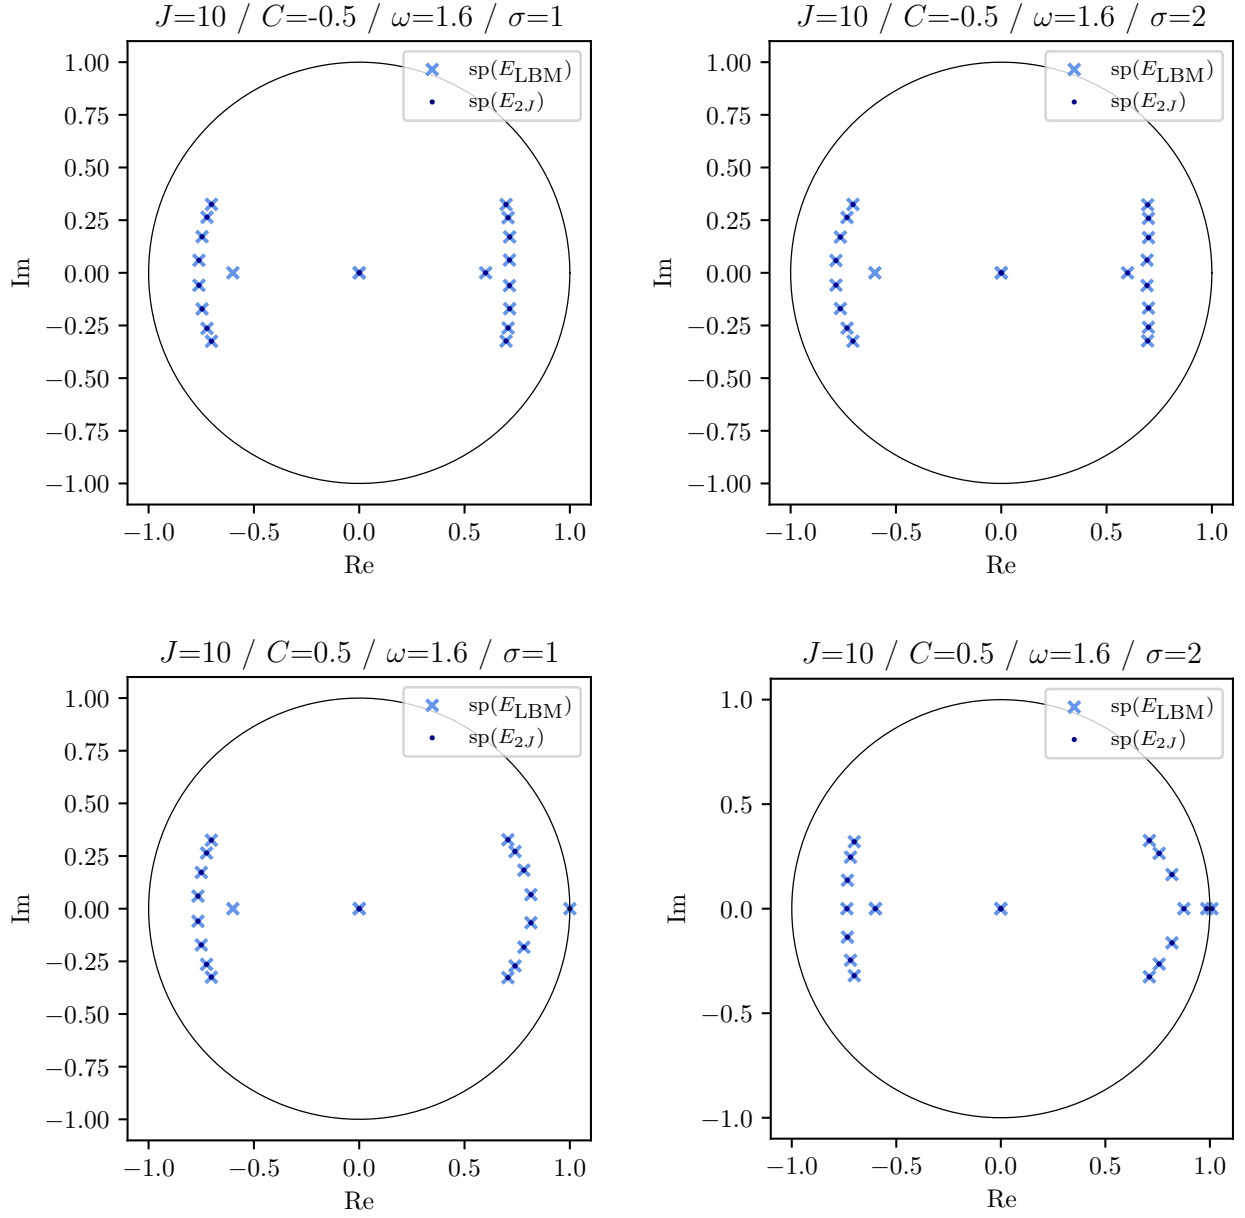 J=10 / C=-0.5 / ω=1.6 / σ=1
sp(E_LBM)
sp(E_2J)
1.00
0.75
0.50
0.25
0.00
−0.25
−0.50
−0.75
−1.00
Im
−1.0 −0.5 0.0 0.5 1.0
Re
J=10 / C=-0.5 / ω=1.6 / σ=2
sp(E_LBM)
sp(E_2J)
1.00
0.75
0.50
0.25
0.00
−0.25
−0.50
−0.75
−1.00
Im
−1.0 −0.5 0.0 0.5 1.0
Re
J=10 / C=0.5 / ω=1.6 / σ=1
sp(E_LBM)
sp(E_2J)
1.00
0.75
0.50
0.25
0.00
−0.25
−0.50
−0.75
−1.00
Im
−1.0 −0.5 0.0 0.5 1.0
Re
J=10 / C=0.5 / ω=1.6 / σ=2
sp(E_LBM)
sp(E_2J)
1.0
0.5
0.0
−0.5
−1.0
Im
−1.0 −0.5 0.0 0.5 1.0
Re